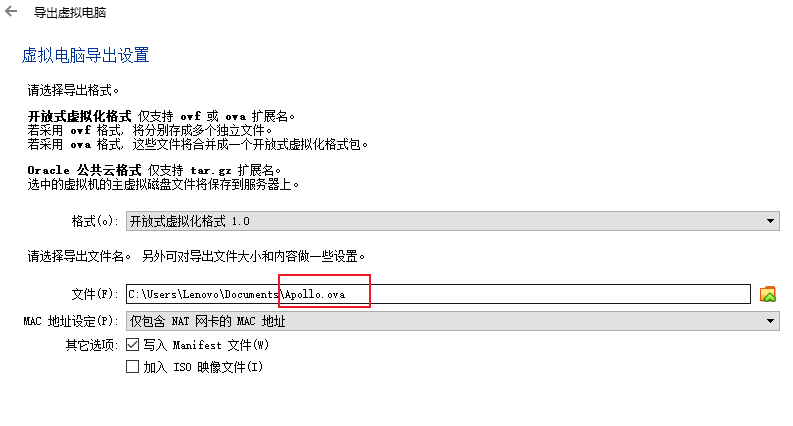 导出虚拟电脑
虚拟电脑导出设置
请选择导出格式。
开放式虚拟化格式 仅支持 ovf 或 ova 扩展名。
若采用 ovf 格式，将分别存成多个独立文件。
若采用 ova 格式，这些文件将合并成一个开放式虚拟化格式包。
Oracle 公共云格式 仅支持 tar.gz 扩展名。
选中的虚拟机的主虚拟磁盘文件将保存到服务器上。
格式(o): 开放式虚拟化格式 1.0
请选择导出文件名。 另外可对导出文件大小和内容做一些设置。
文件(F): C:\Users\Lenovo\Documents\Apollo.ova
MAC 地址设定(P): 仅包含 NAT 网卡的 MAC 地址
其它选项: 写入 Manifest 文件(W)
加入 ISO 映像文件(I)